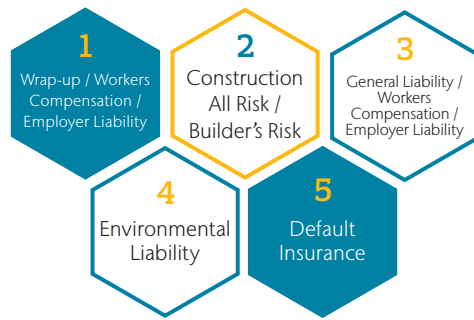 1
Wrap-up / Workers
Compensation /
Employer Liability
2
Construction
All Risk /
Builder's Risk
3
General Liability /
Workers
Compensation /
Employer Liability
4
Environmental
Liability
5
Default
Insurance